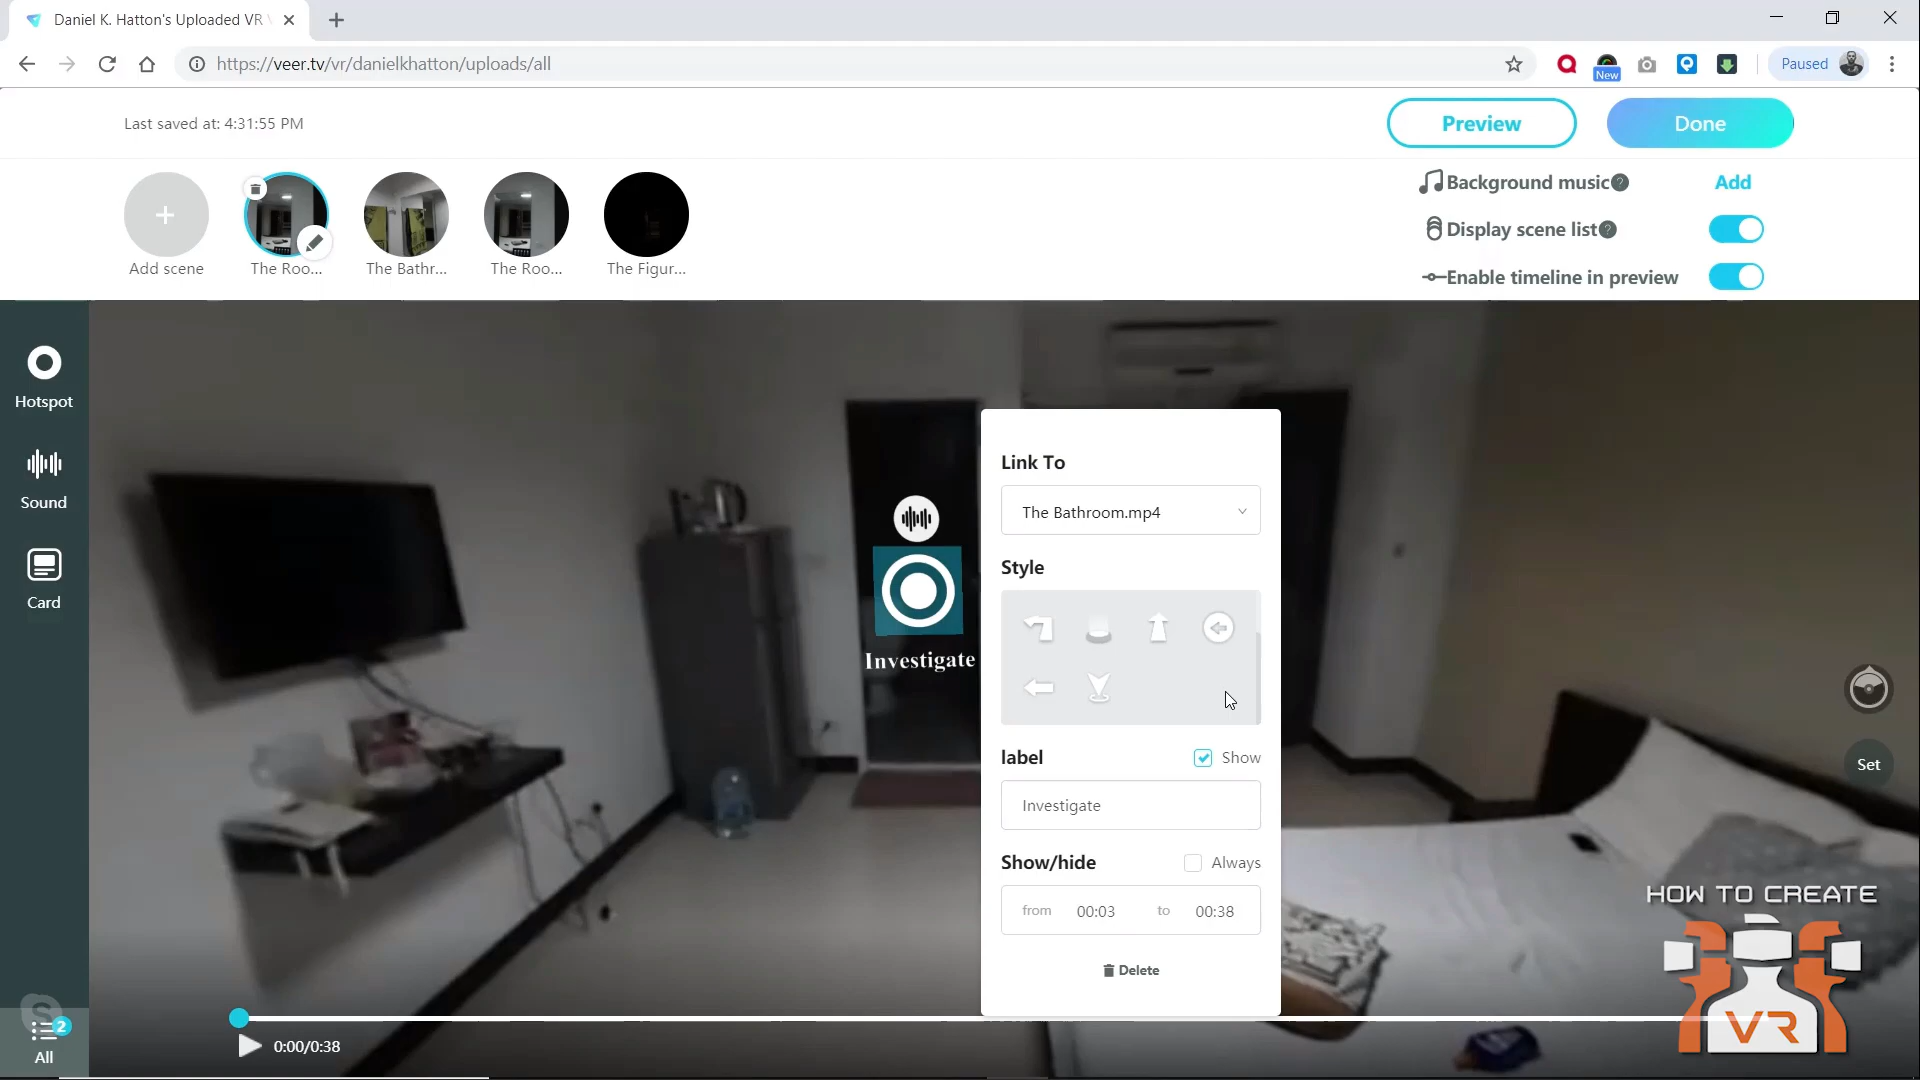 Daniel K. Hatton's Uploaded VR
https://veer.tv/vr/danielkhatton/uploads/all
New
Paused
Last saved at: 4:31:55 PM
Preview
Done
Add scene
The Roo...
The Bathr...
The Roo...
The Figur...
Background music
Add
Display scene list
Enable timeline in preview
Hotspot
Sound
Card
2
All
Investigate
Link To
The Bathroom.mp4
Style
label
Show
Investigate
Show/hide
Always
from 00:03 to 00:38
Delete
Set
0:00/0:38
HOW TO CREATE
VR